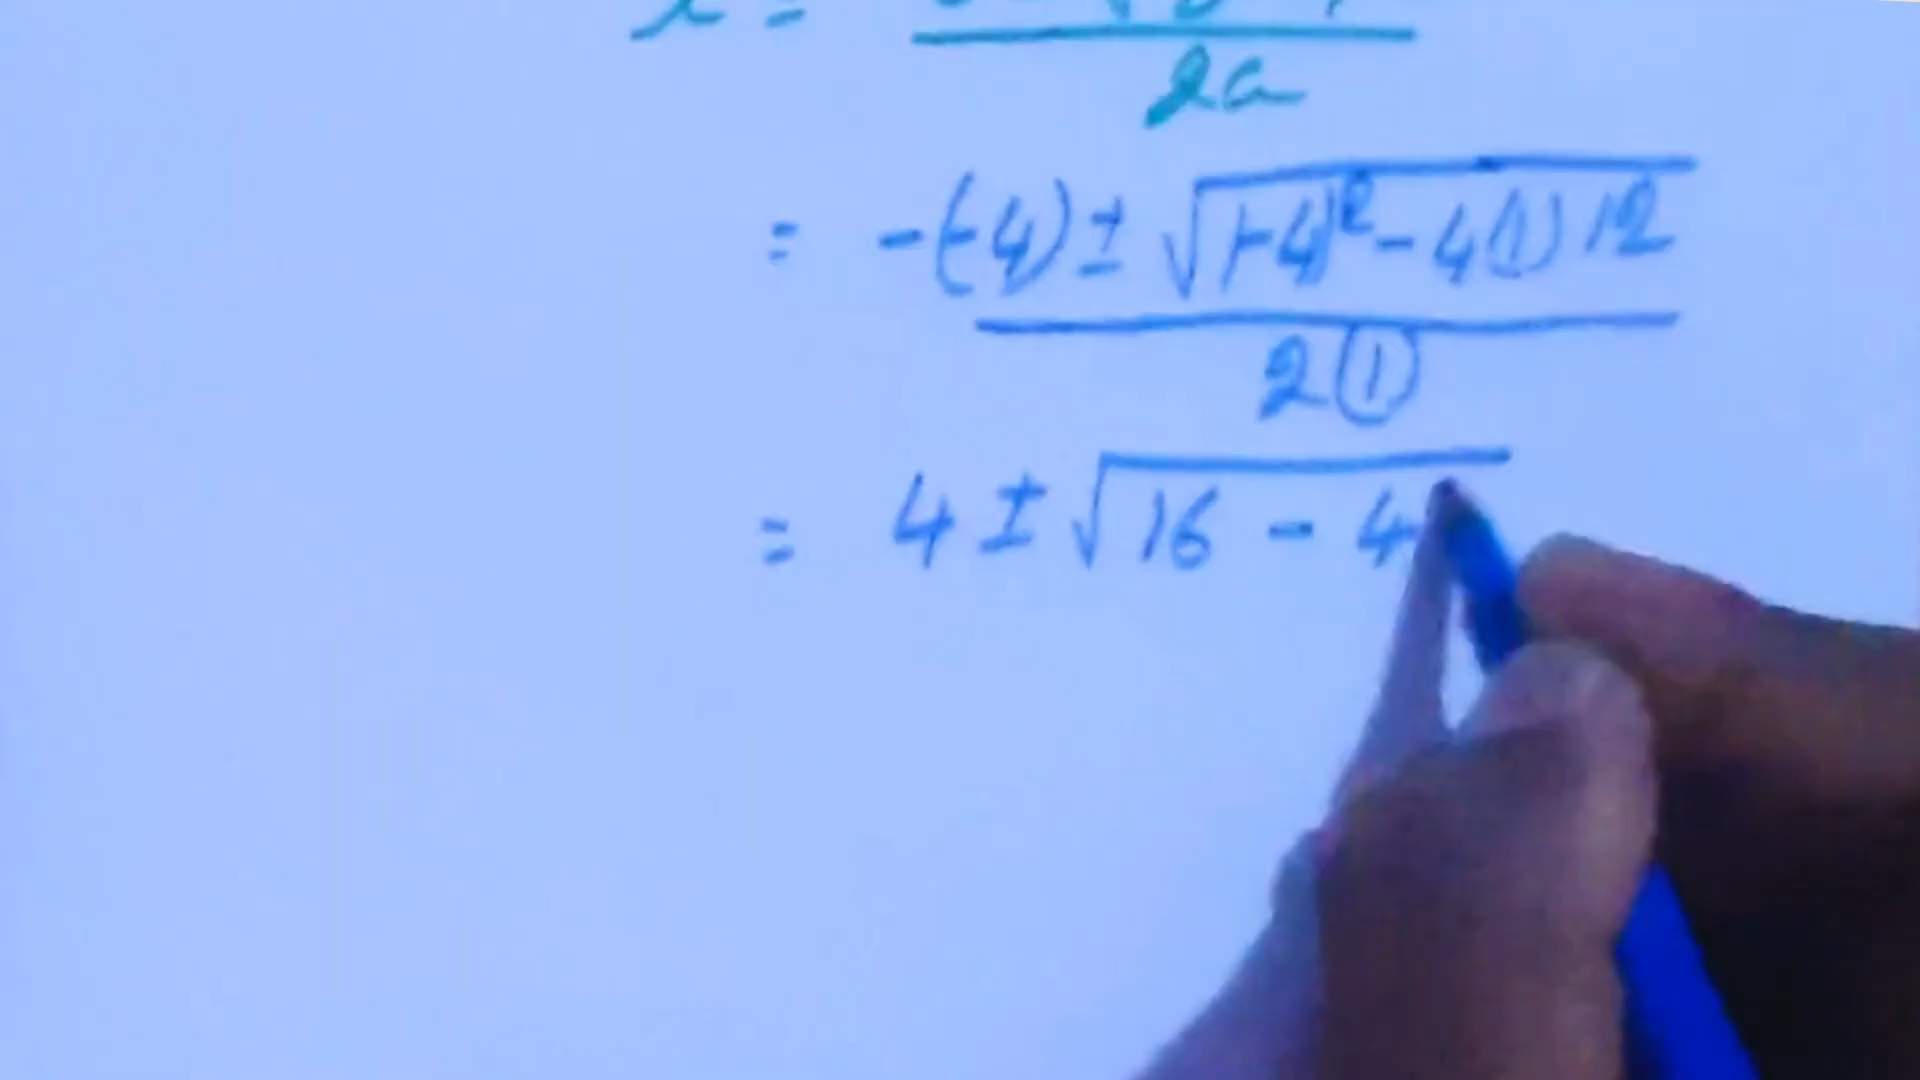 x =
2a
= -(-4) ± √(-4)² - 4(1)12
2(1)
= 4 ± √16 - 4